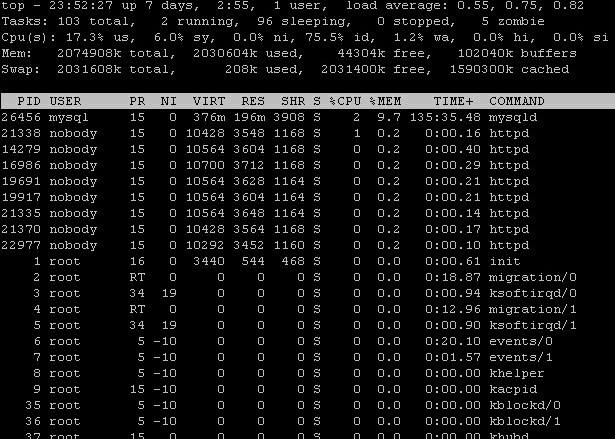 top - 23:52:27 up 7 days,  2:55,  1 user,  load average: 0.55, 0.75, 0.82
Tasks: 103 total,   2 running,  96 sleeping,   0 stopped,   5 zombie
Cpu(s): 17.3% us,  6.0% sy,  0.0% ni, 75.5% id,  1.2% wa,  0.0% hi,  0.0% si
Mem:   2074908k total,  2030604k used,    44304k free,   102040k buffers
Swap:  2031608k total,      208k used,  2031400k free,  1590300k cached
PID USER PR NI VIRT RES SHR S %CPU %MEM TIME+ COMMAND
26456 mysql 15 0 376m 196m 3908 S 2 9.7 135:35.48 mysqld
21338 nobody 15 0 10428 3548 1168 S 1 0.2 0:00.16 httpd
14279 nobody 15 0 10564 3604 1168 S 0 0.2 0:00.40 httpd
16986 nobody 15 0 10700 3712 1168 S 0 0.2 0:00.29 httpd
19691 nobody 15 0 10564 3628 1164 S 0 0.2 0:00.21 httpd
19917 nobody 15 0 10564 3604 1164 S 0 0.2 0:00.21 httpd
21335 nobody 15 0 10564 3648 1164 S 0 0.2 0:00.14 httpd
21370 nobody 15 0 10428 3564 1168 S 0 0.2 0:00.17 httpd
22977 nobody 15 0 10292 3452 1160 S 0 0.2 0:00.10 httpd
1 root 16 0 3440 544 468 S 0 0.0 0:00.61 init
2 root RT 0 0 0 0 S 0 0.0 0:18.87 migration/0
3 root 34 19 0 0 0 S 0 0.0 0:00.94 ksoftirqd/0
4 root RT 0 0 0 0 S 0 0.0 0:12.96 migration/1
5 root 34 19 0 0 0 S 0 0.0 0:00.90 ksoftirqd/1
6 root 5 -10 0 0 0 S 0 0.0 0:20.10 events/0
7 root 5 -10 0 0 0 S 0 0.0 0:01.57 events/1
8 root 5 -10 0 0 0 S 0 0.0 0:00.00 khelper
9 root 15 -10 0 0 0 S 0 0.0 0:00.00 kacpid
35 root 5 -10 0 0 0 S 0 0.0 0:00.00 kblockd/0
36 root 5 -10 0 0 0 S 0 0.0 0:00.00 kblockd/1
37 root 15 0 0 0 0 S 0 0.0 0:00.00 khubd